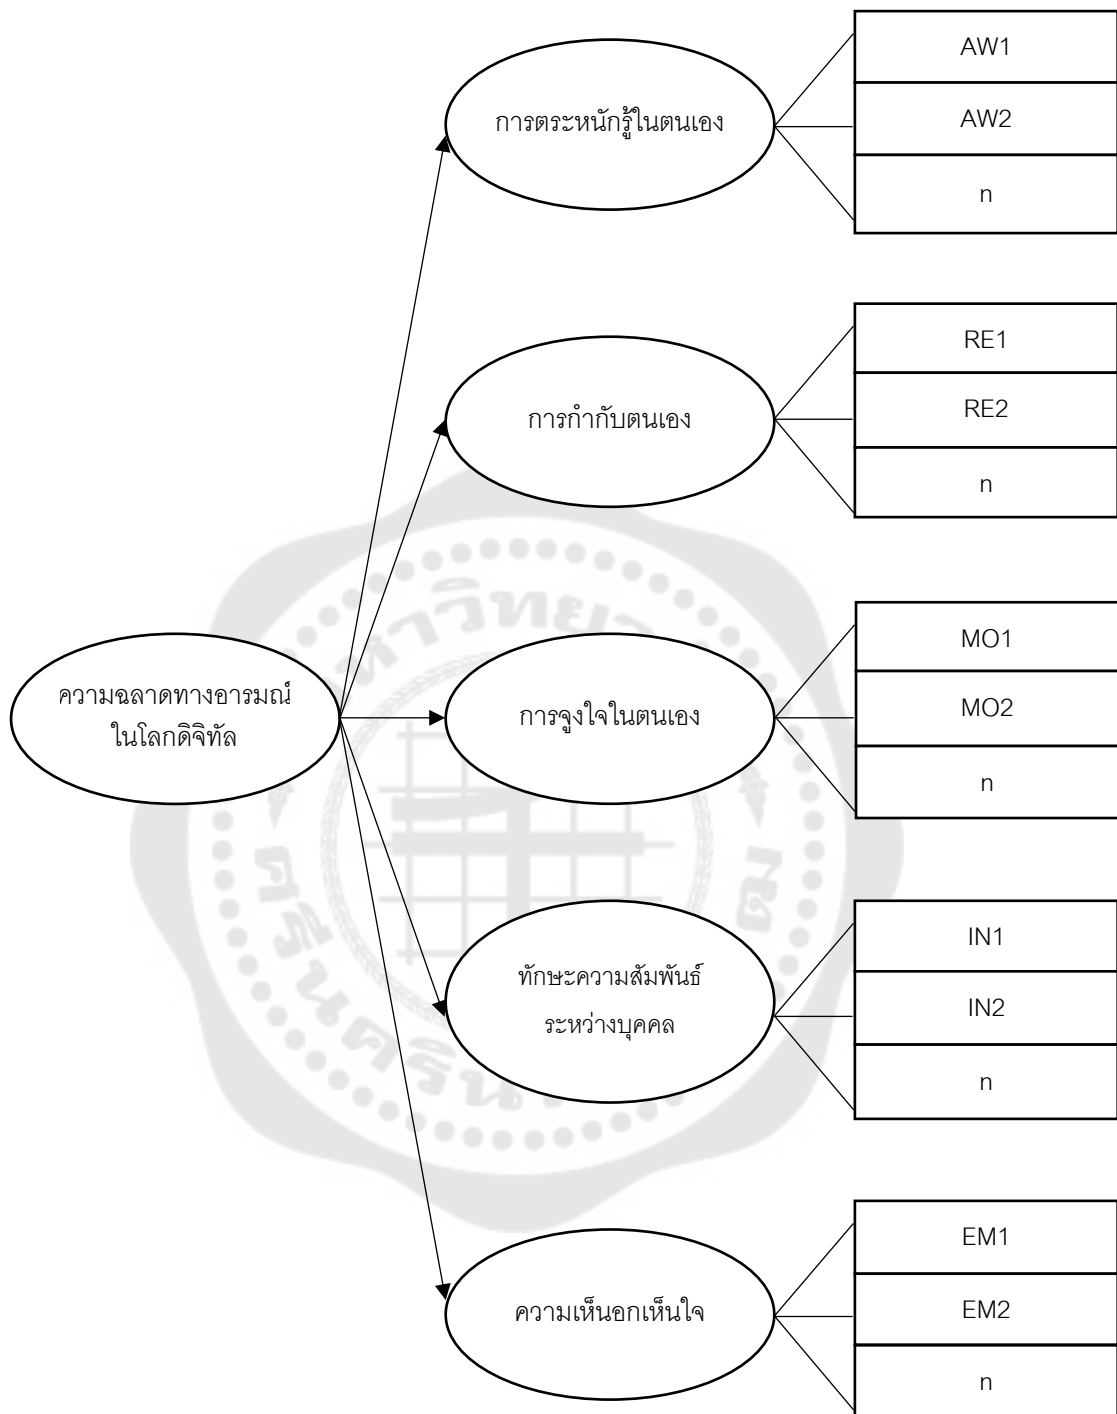 AW1
การตระหนักรู้ในตนเอง
AW2
n
RE1
การกำกับตนเอง
RE2
n
ความฉลาดทางอารมณ์
ในโลกดิจิทัล
การจูงใจในตนเอง
MO1
MO2
n
ทักษะความสัมพันธ์
ระหว่างบุคคล
IN1
IN2
n
ความเห็นอกเห็นใจ
EM1
EM2
n